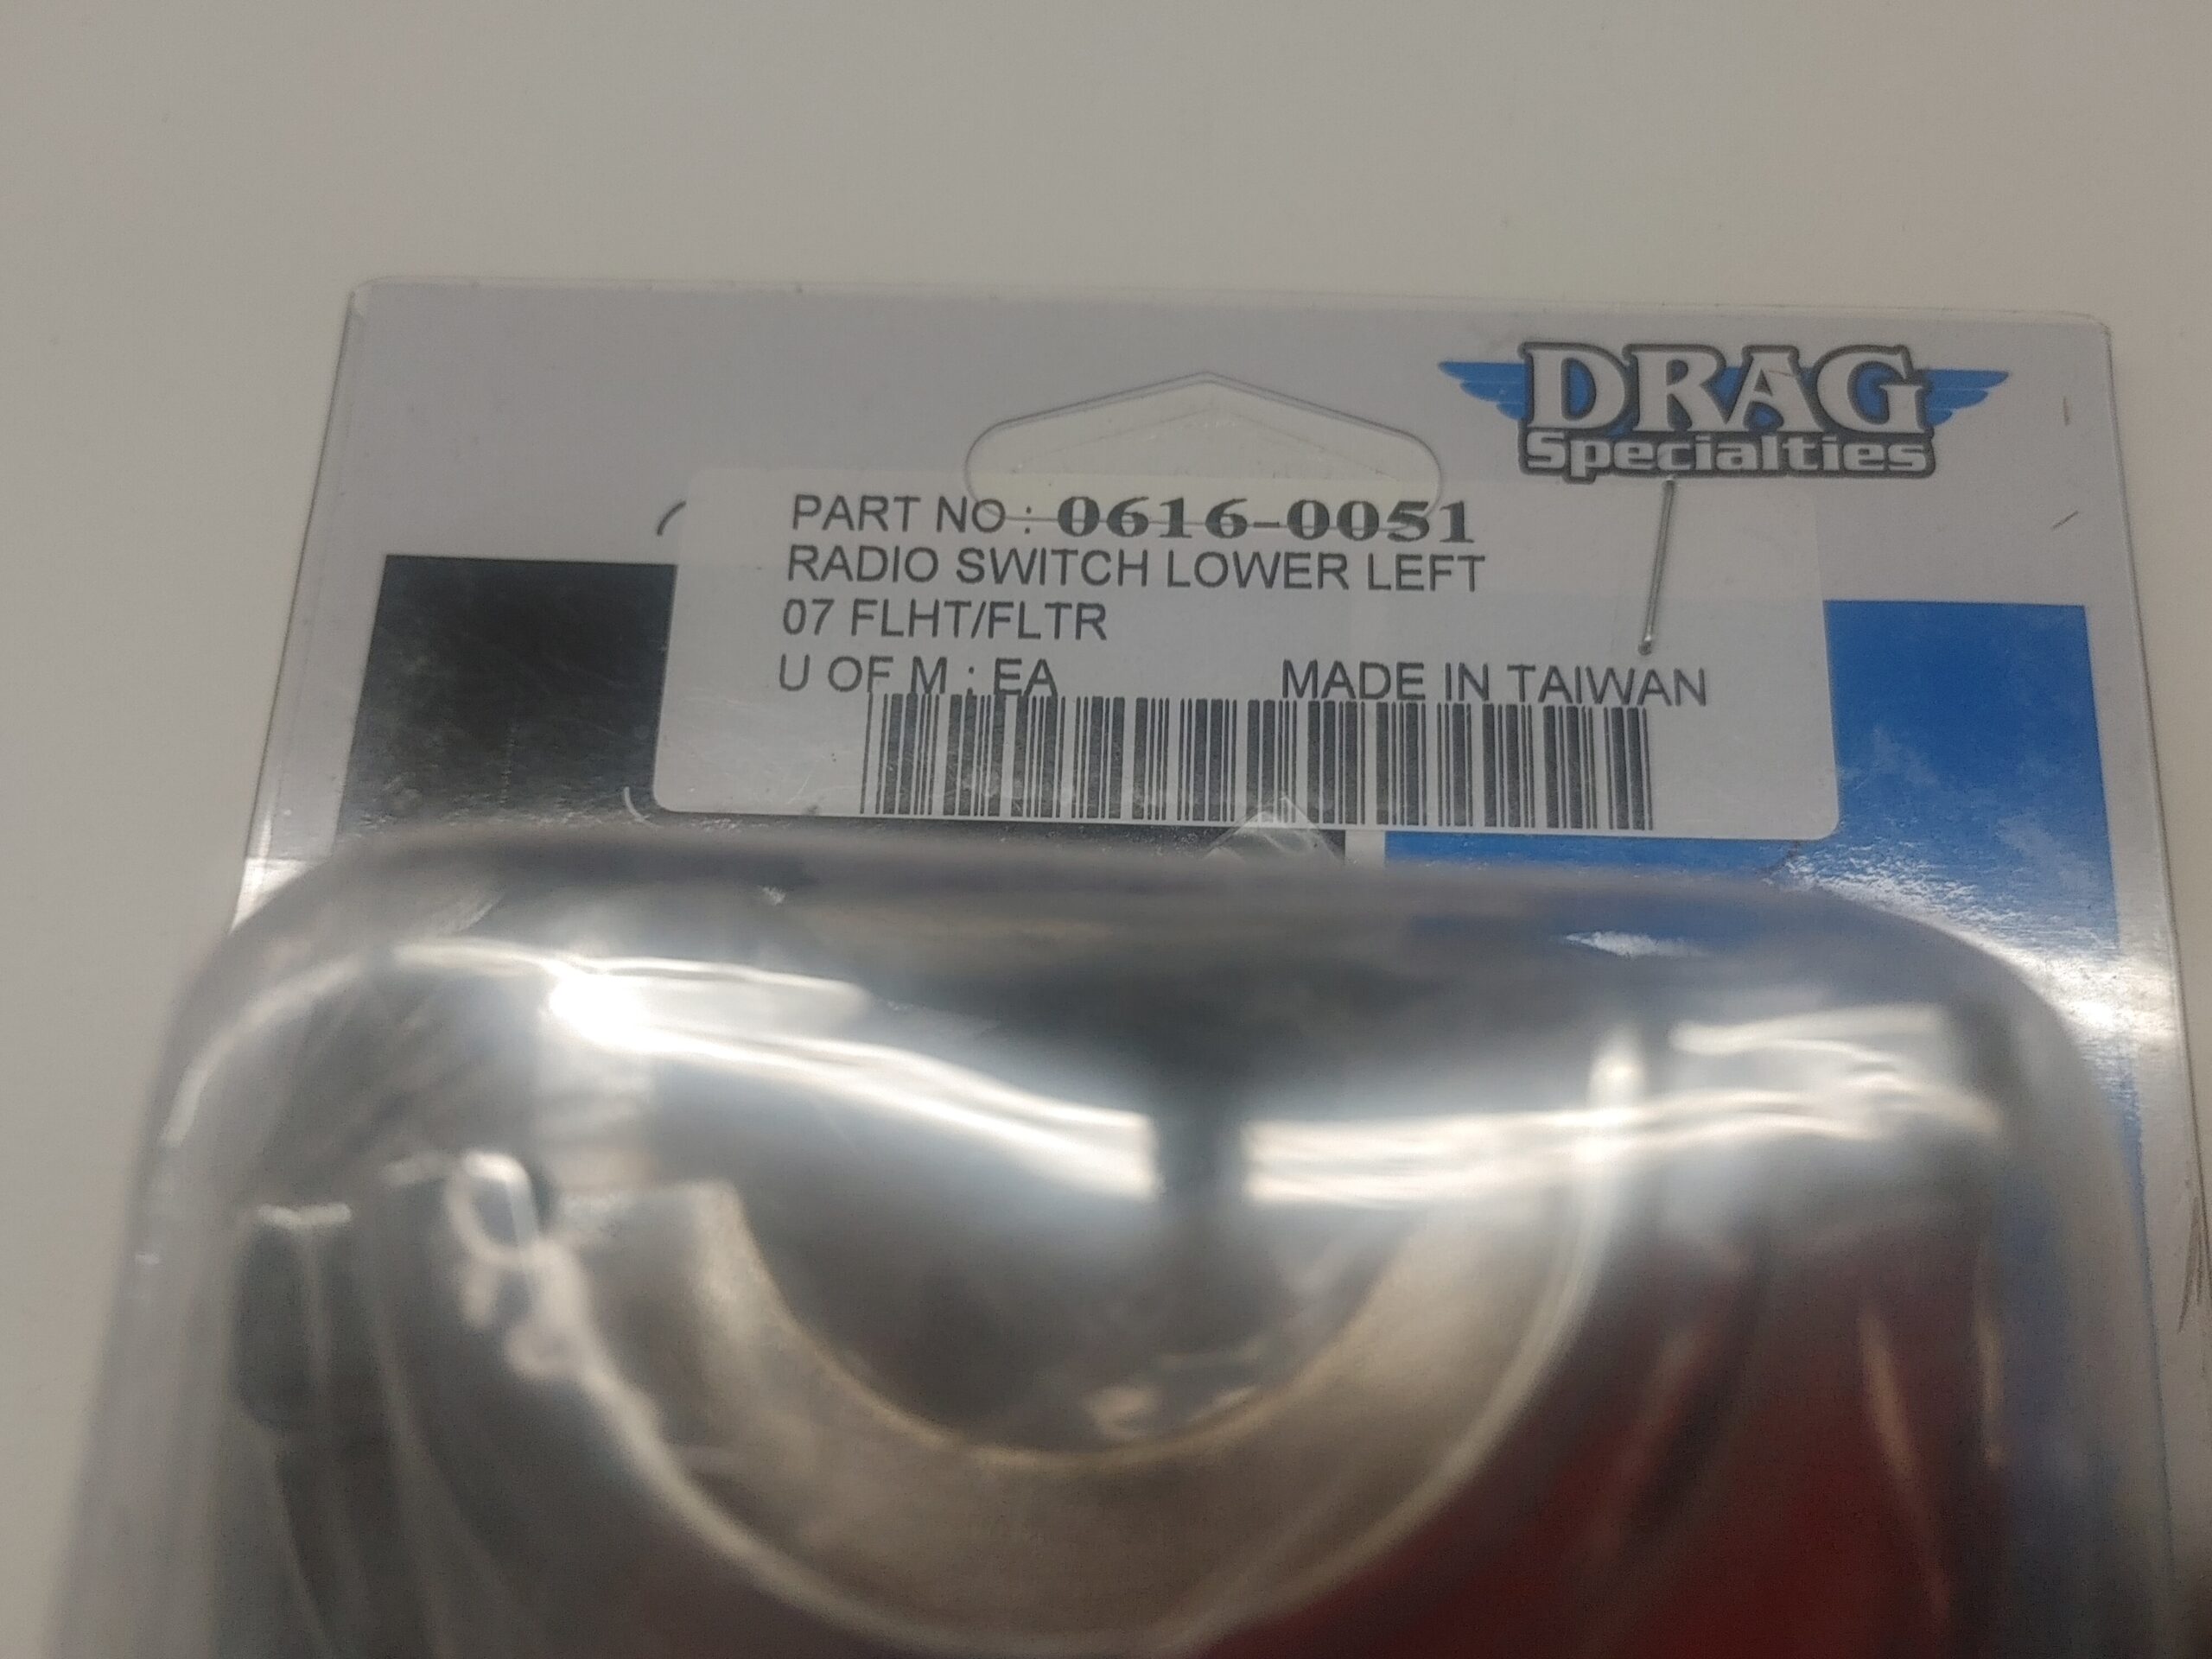 DRAG
Specialties
PART NO : 0616-0051
RADIO SWITCH LOWER LEFT
07 FLHT/FLTR
U OF M : EA MADE IN TAIWAN